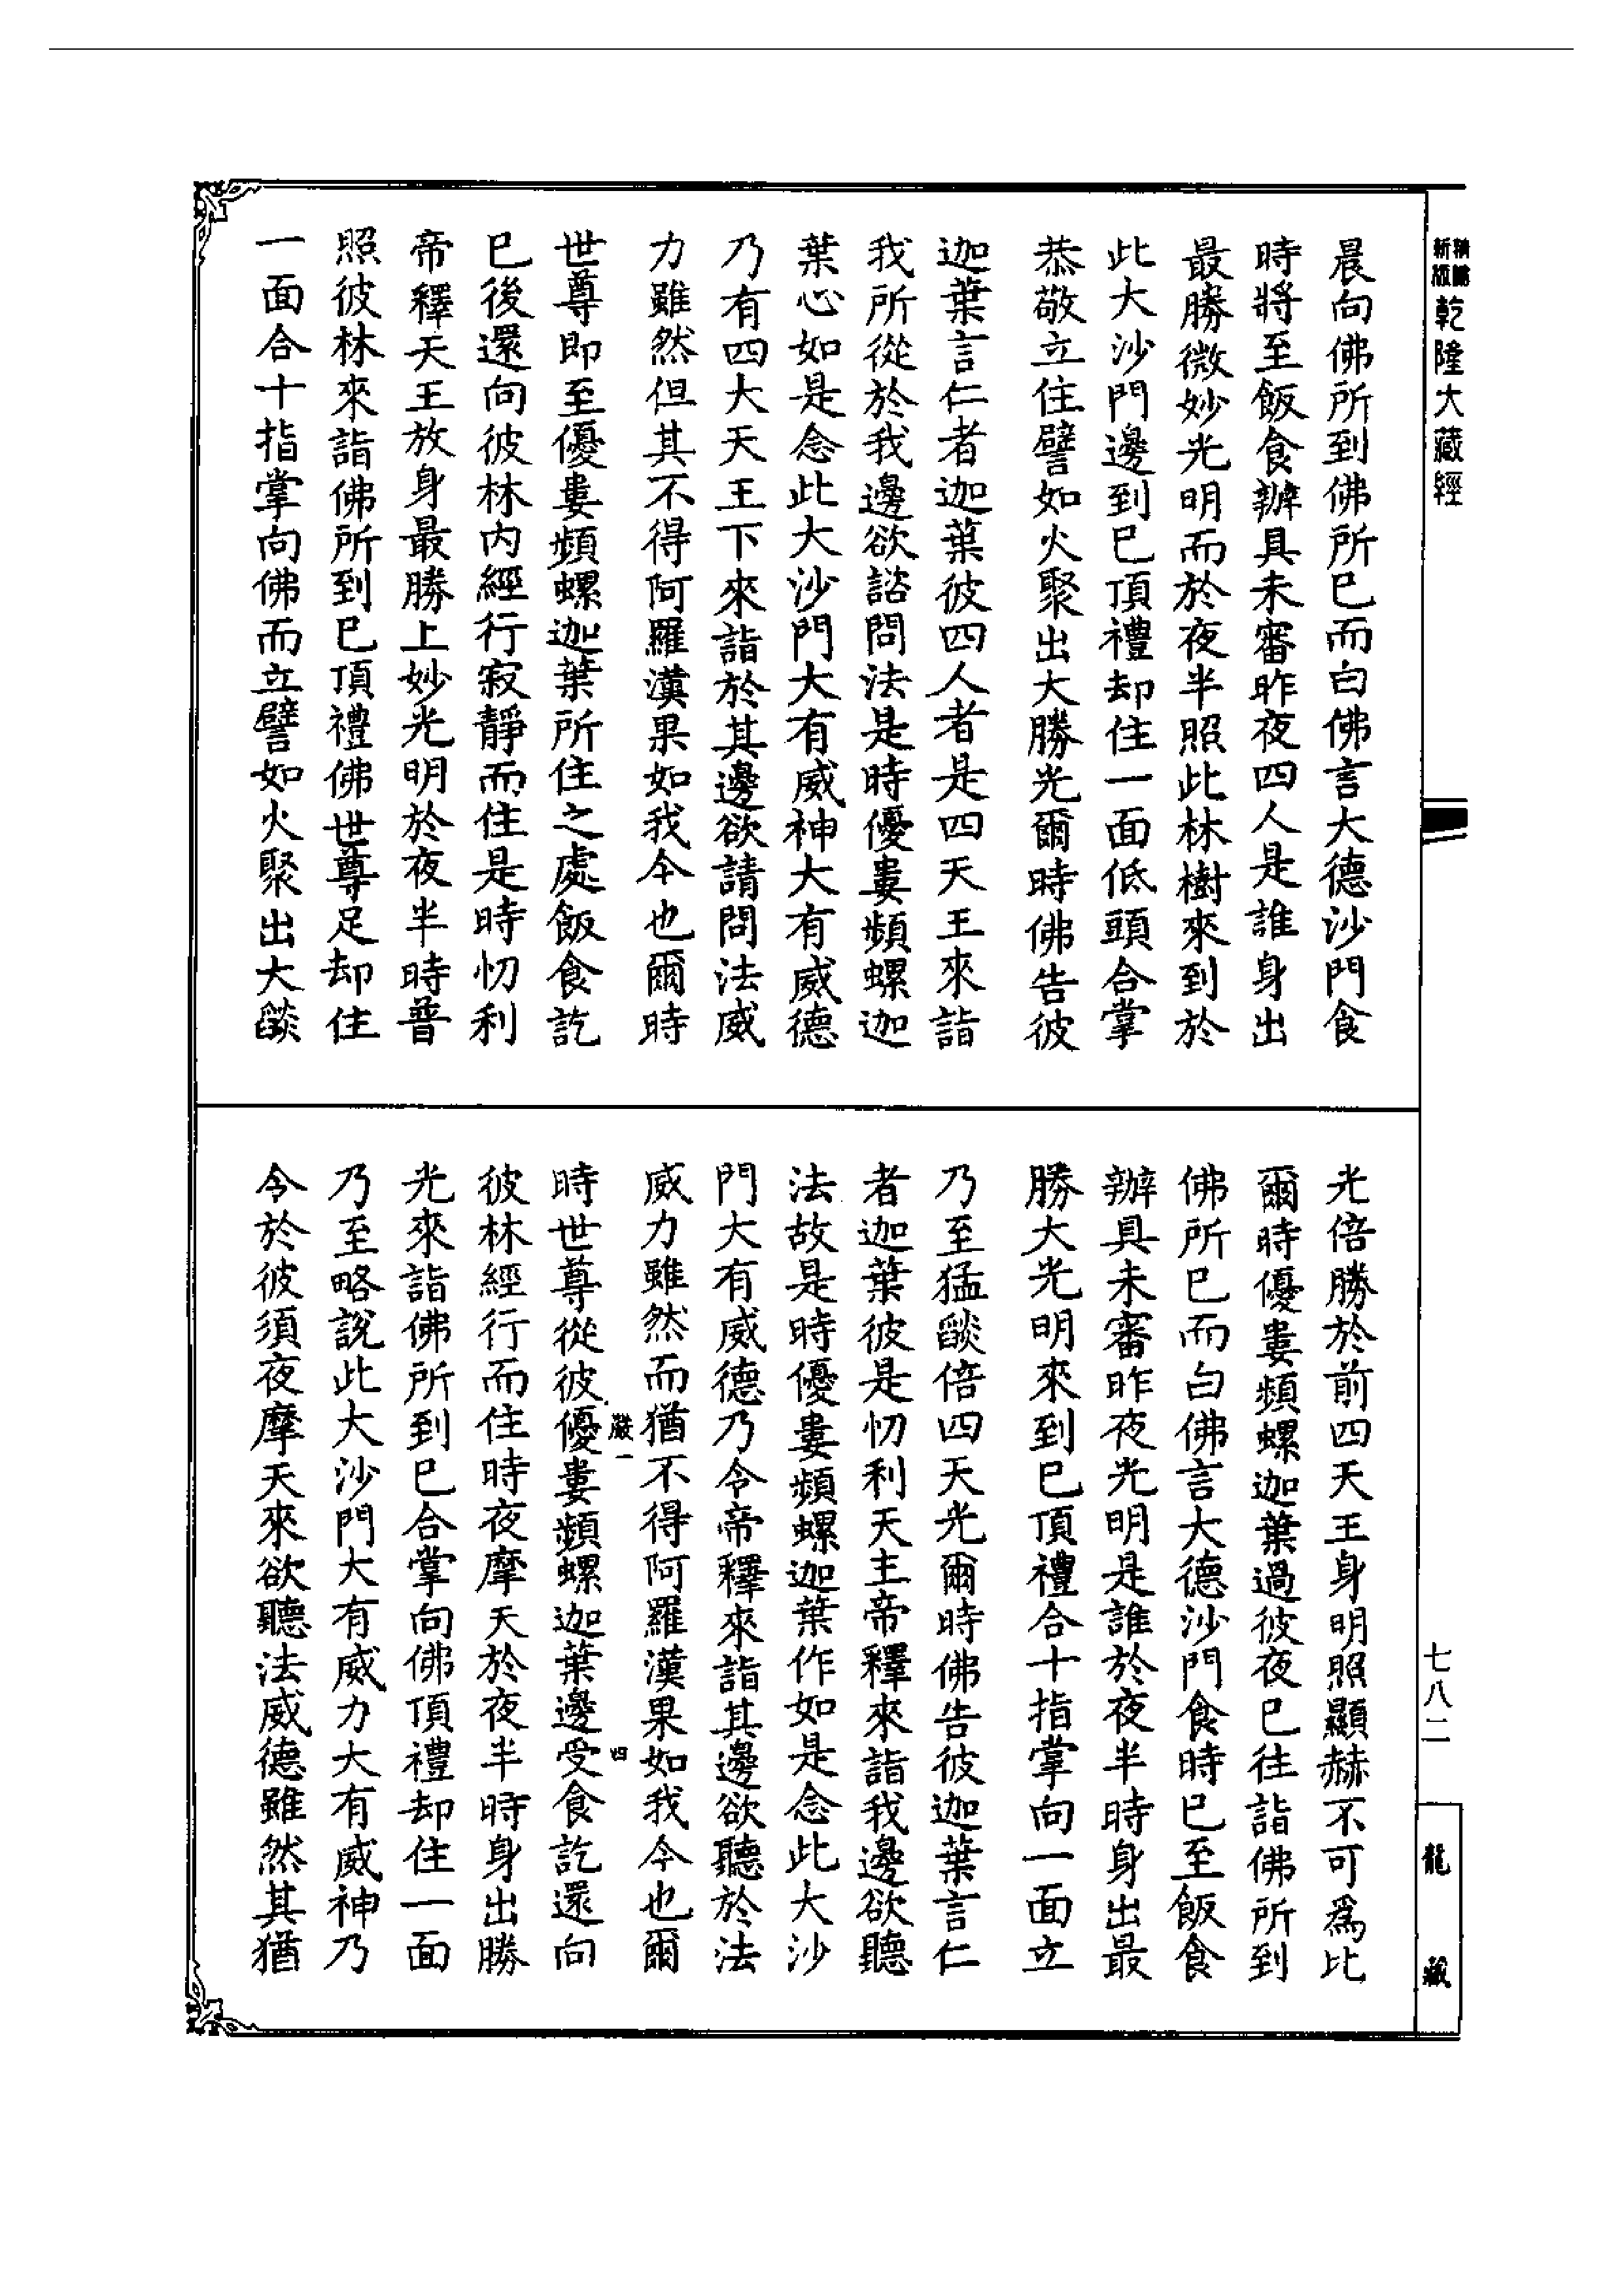 新編縮版乾隆大藏經
晨向佛所到佛所已而白佛言大德沙門食
時將至飯食辦具未審昨夜四人是誰身出
最勝微妙光明而於夜半照此林樹來到於
此大沙門邊到已頂禮却住一面低頭合掌
恭敬立住譬如火聚出大勝光爾時佛告彼
迦葉言仁者迦葉彼四人者是四天王來詣
我所從於我邊欲諮問法是時優婁頻螺迦
葉心如是念此大沙門大有威神大有威德
乃有四大天王下來詣於其邊欲請問法威
力雖然但其不得阿羅漢果如我今也爾時
世尊即至優婁頻螺迦葉所住之處飯食訖
已後還向彼林內經行寂靜而住是時忉利
帝釋天王放身最勝上妙光明於夜半時普
照彼林來詣佛所到已頂禮佛世尊足却住
一面合十指掌向佛而立譬如火聚出大燄
光倍勝於前四天王身明照顯赫不可為比
爾時優婁頻螺迦葉過彼夜已往詣佛所到
佛所已而白佛言大德沙門食時已至飯食
辦具未審昨夜光明是誰於夜半時身出最
勝大光明來到已頂禮合十指掌向一面立
乃至猛燄倍四天光爾時佛告彼迦葉言仁
者迦葉彼是忉利天主帝釋來詣我邊欲聽
法故是時優婁頻螺迦葉作如是念此大沙
門大有威德乃令帝釋來詣其邊欲聽於法
威力雖然而猶不得阿羅漢果如我今也爾
嚴一
四
時世尊從彼優婁頻螺迦葉邊受食訖還向
彼林經行而住時夜摩天於夜半時身出勝
光來詣佛所到已合掌向佛頂禮却住一面
乃至略說此大沙門大有威力大有威神乃
令於彼須夜摩天來欲聽法威德雖然其猶
七八二
龍藏